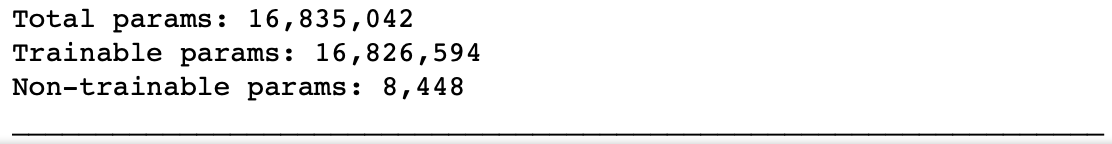 Total params: 16,835,042
Trainable params: 16,826,594
Non-trainable params: 8,448